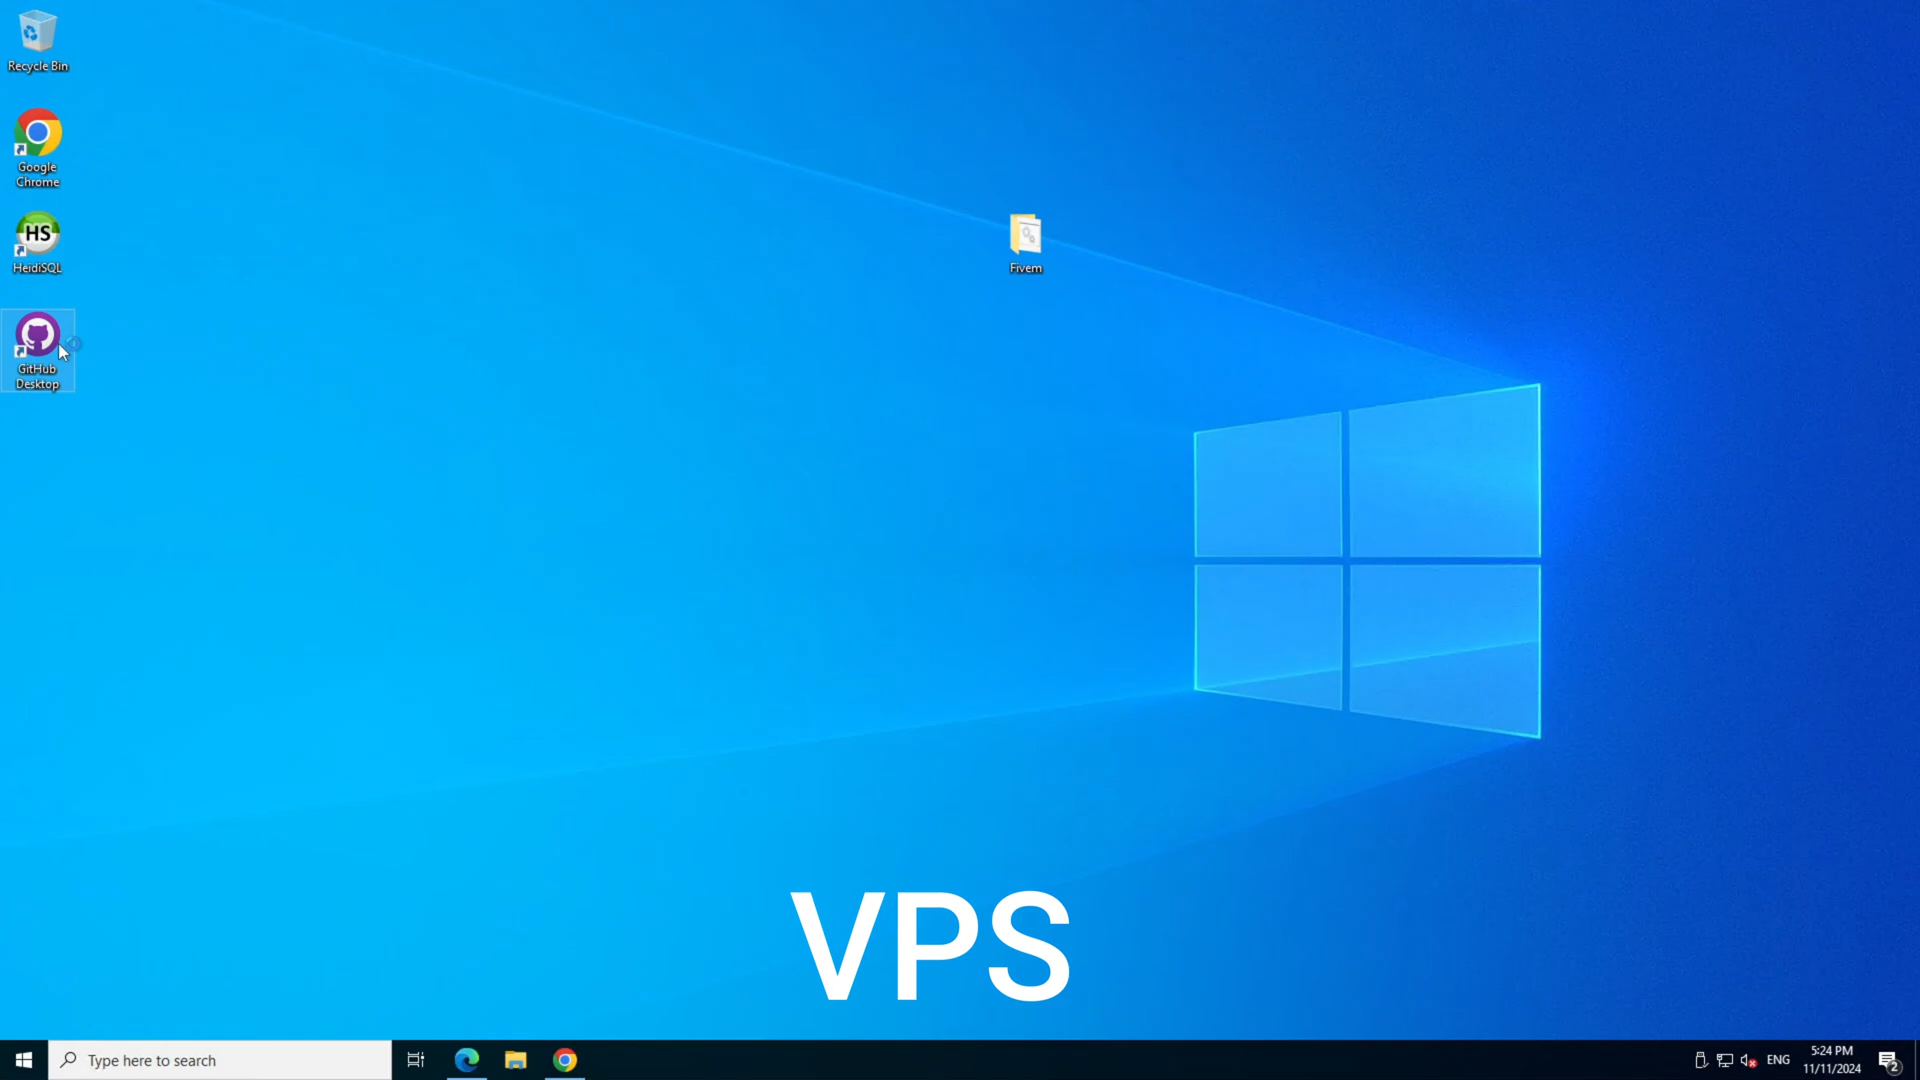 Recycle Bin
Google
Chrome
HS
HeidiSQL
GitHub
Desktop
Fivem
VPS
Type here to search
ENG
5:24 PM
11/11/2024
2